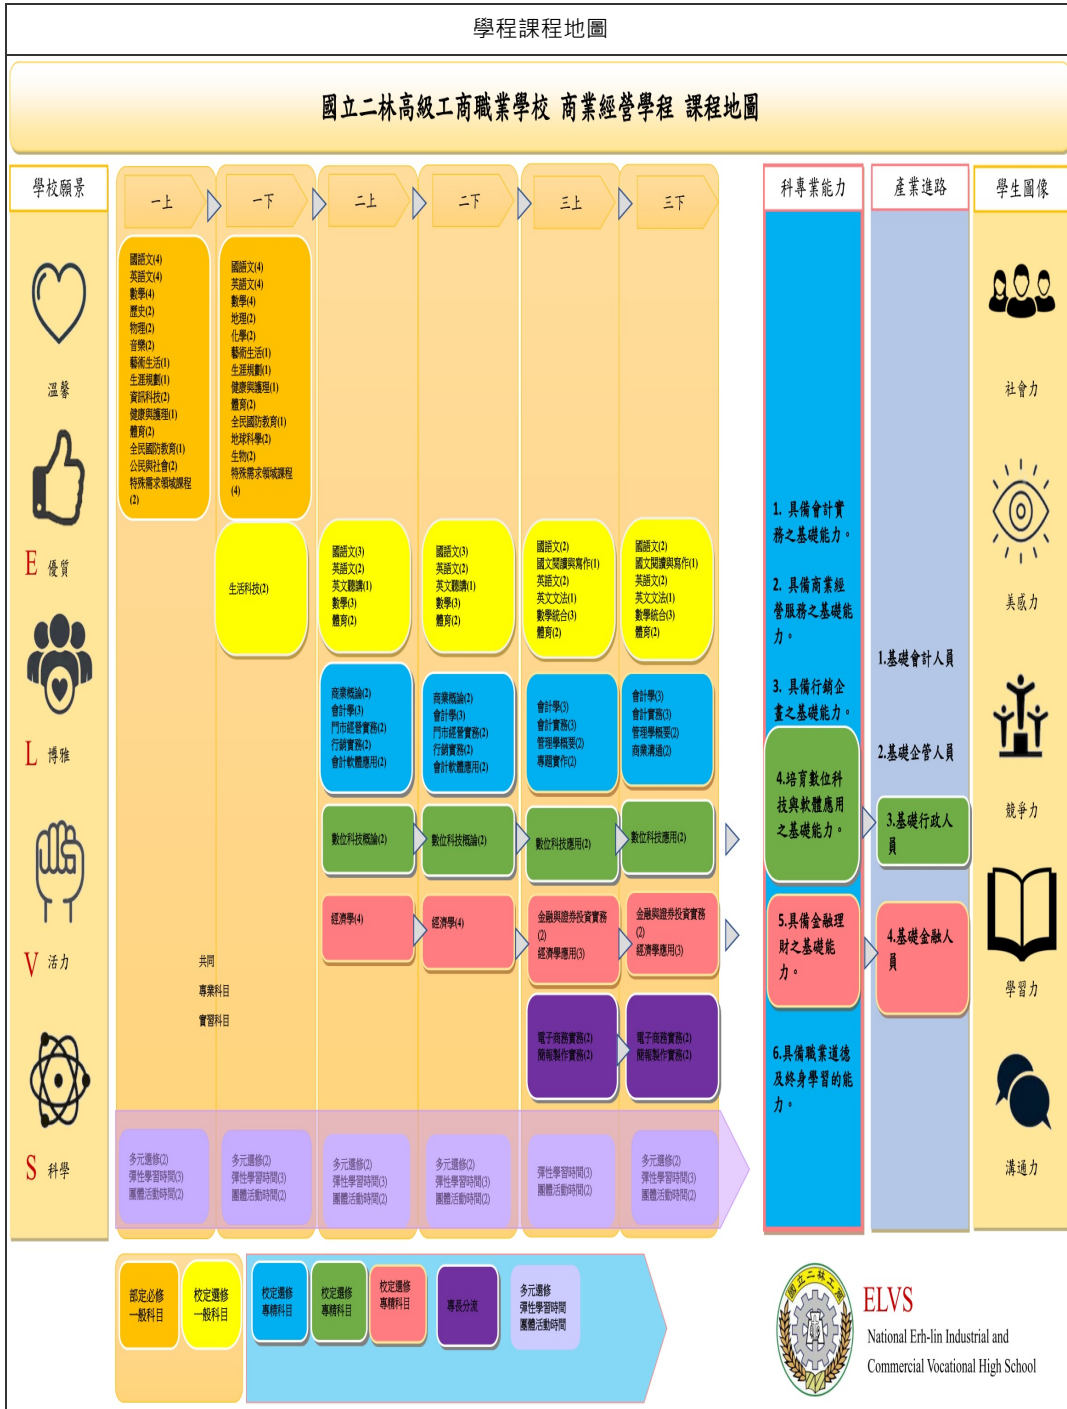 學程課程地圖
國立二林高級工商職業學校 商業經營學程 課程地圖
學校願景
溫馨
E 優質
L 博雅
V 活力
S 科學
一上
一下
二上
二下
三上
三下
國語文(4)
英語文(4)
數學(4)
歷史(2)
物理(2)
音樂(2)
藝術生活(1)
生涯規劃(1)
資訊科技(2)
健康與護理(1)
體育(2)
全民國防教育(1)
公民與社會(2)
特殊需求領域課程
(2)
國語文(4)
英語文(4)
數學(4)
地理(2)
化學(2)
藝術生活(1)
生涯規劃(1)
健康與護理(1)
體育(2)
全民國防教育(1)
地球科學(2)
生物(2)
特殊需求領域課程
(4)
生活科技(2)
國語文(3)
英語文(2)
英文聽講(1)
數學(3)
體育(2)
國語文(3)
英語文(2)
英文聽講(1)
數學(3)
體育(2)
國語文(2)
國文閱讀與寫作(1)
英語文(2)
英文文法(1)
數學統合(3)
體育(2)
國語文(2)
國文閱讀與寫作(1)
英語文(2)
英文文法(1)
數學統合(3)
體育(2)
商業概論(2)
會計學(3)
門市經營實務(2)
行銷實務(2)
會計軟體應用(2)
商業概論(2)
會計學(3)
門市經營實務(2)
行銷實務(2)
會計軟體應用(2)
會計學(3)
會計實務(3)
管理學概要(2)
專題實作(2)
會計學(3)
會計實務(3)
管理學概要(2)
商業溝通(2)
數位科技概論(2)
數位科技概論(2)
數位科技應用(2)
數位科技應用(2)
經濟學(4)
經濟學(4)
金融與證券投資實務
(2)
經濟學應用(3)
金融與證券投資實務
(2)
經濟學應用(3)
共同
專業科目
實習科目
電子商務實務(2)
簡報製作實務(2)
電子商務實務(2)
簡報製作實務(2)
多元選修(2)
彈性學習時間(3)
團體活動時間(2)
多元選修(2)
彈性學習時間(3)
團體活動時間(2)
多元選修(2)
彈性學習時間(3)
團體活動時間(2)
多元選修(2)
彈性學習時間(3)
團體活動時間(2)
彈性學習時間(3)
團體活動時間(2)
多元選修(2)
彈性學習時間(3)
團體活動時間(2)
科專業能力
1. 具備會計實
務之基礎能力。
2. 具備商業經
營服務之基礎能
力。
3. 具備行銷企
畫之基礎能力。
4.培育數位科
技與軟體應用
之基礎能力。
5.具備金融理
財之基礎能
力。
6.具備職業道德
及終身學習的能
力。
產業進路
1.基礎會計人員
2.基礎企管人員
3.基礎行政人
員
4.基礎金融人
員
學生圖像
社會力
美感力
競爭力
學習力
溝通力
部定必修
一般科目
校定選修
一般科目
校定選修
專精科目
校定選修
專精科目
校定選修
專精科目
專長分流
多元選修
彈性學習時間
團體活動時間
國立二林工商
ELVS
National Erh-lin Industrial and
Commercial Vocational High School